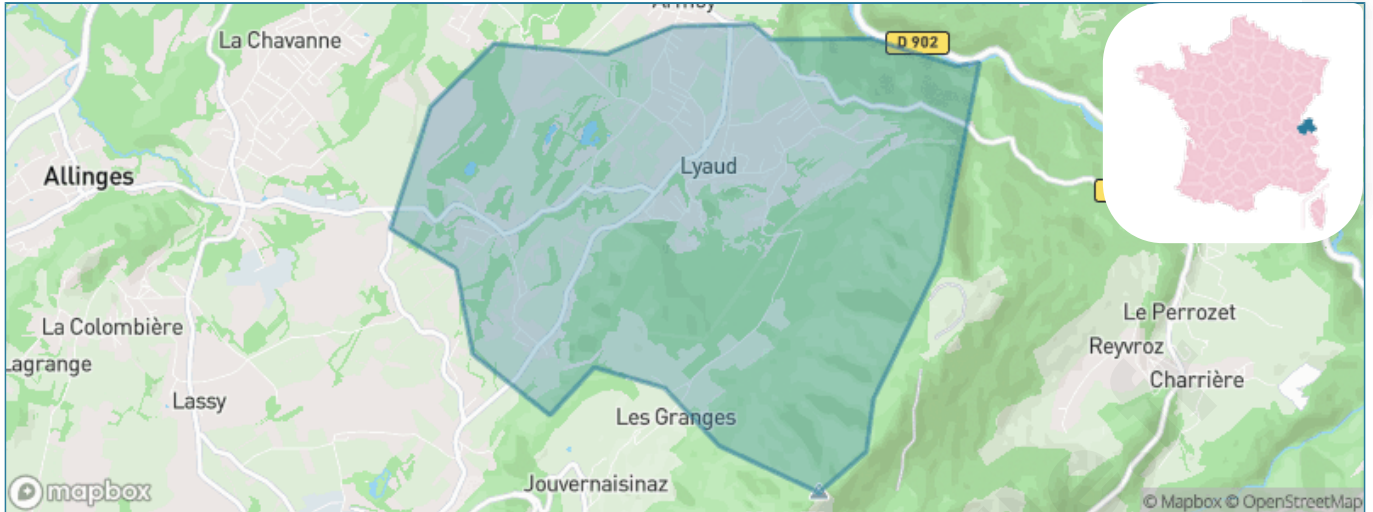 Armoy
La Chavanne
D 902
Lyaud
Allinges
Le Perrozet
La Colombière
Reyvroz
Lagrange
Charrière
Lassy
Les Granges
Jouvernaisinaz
mapbox
© Mapbox © OpenStreetMap